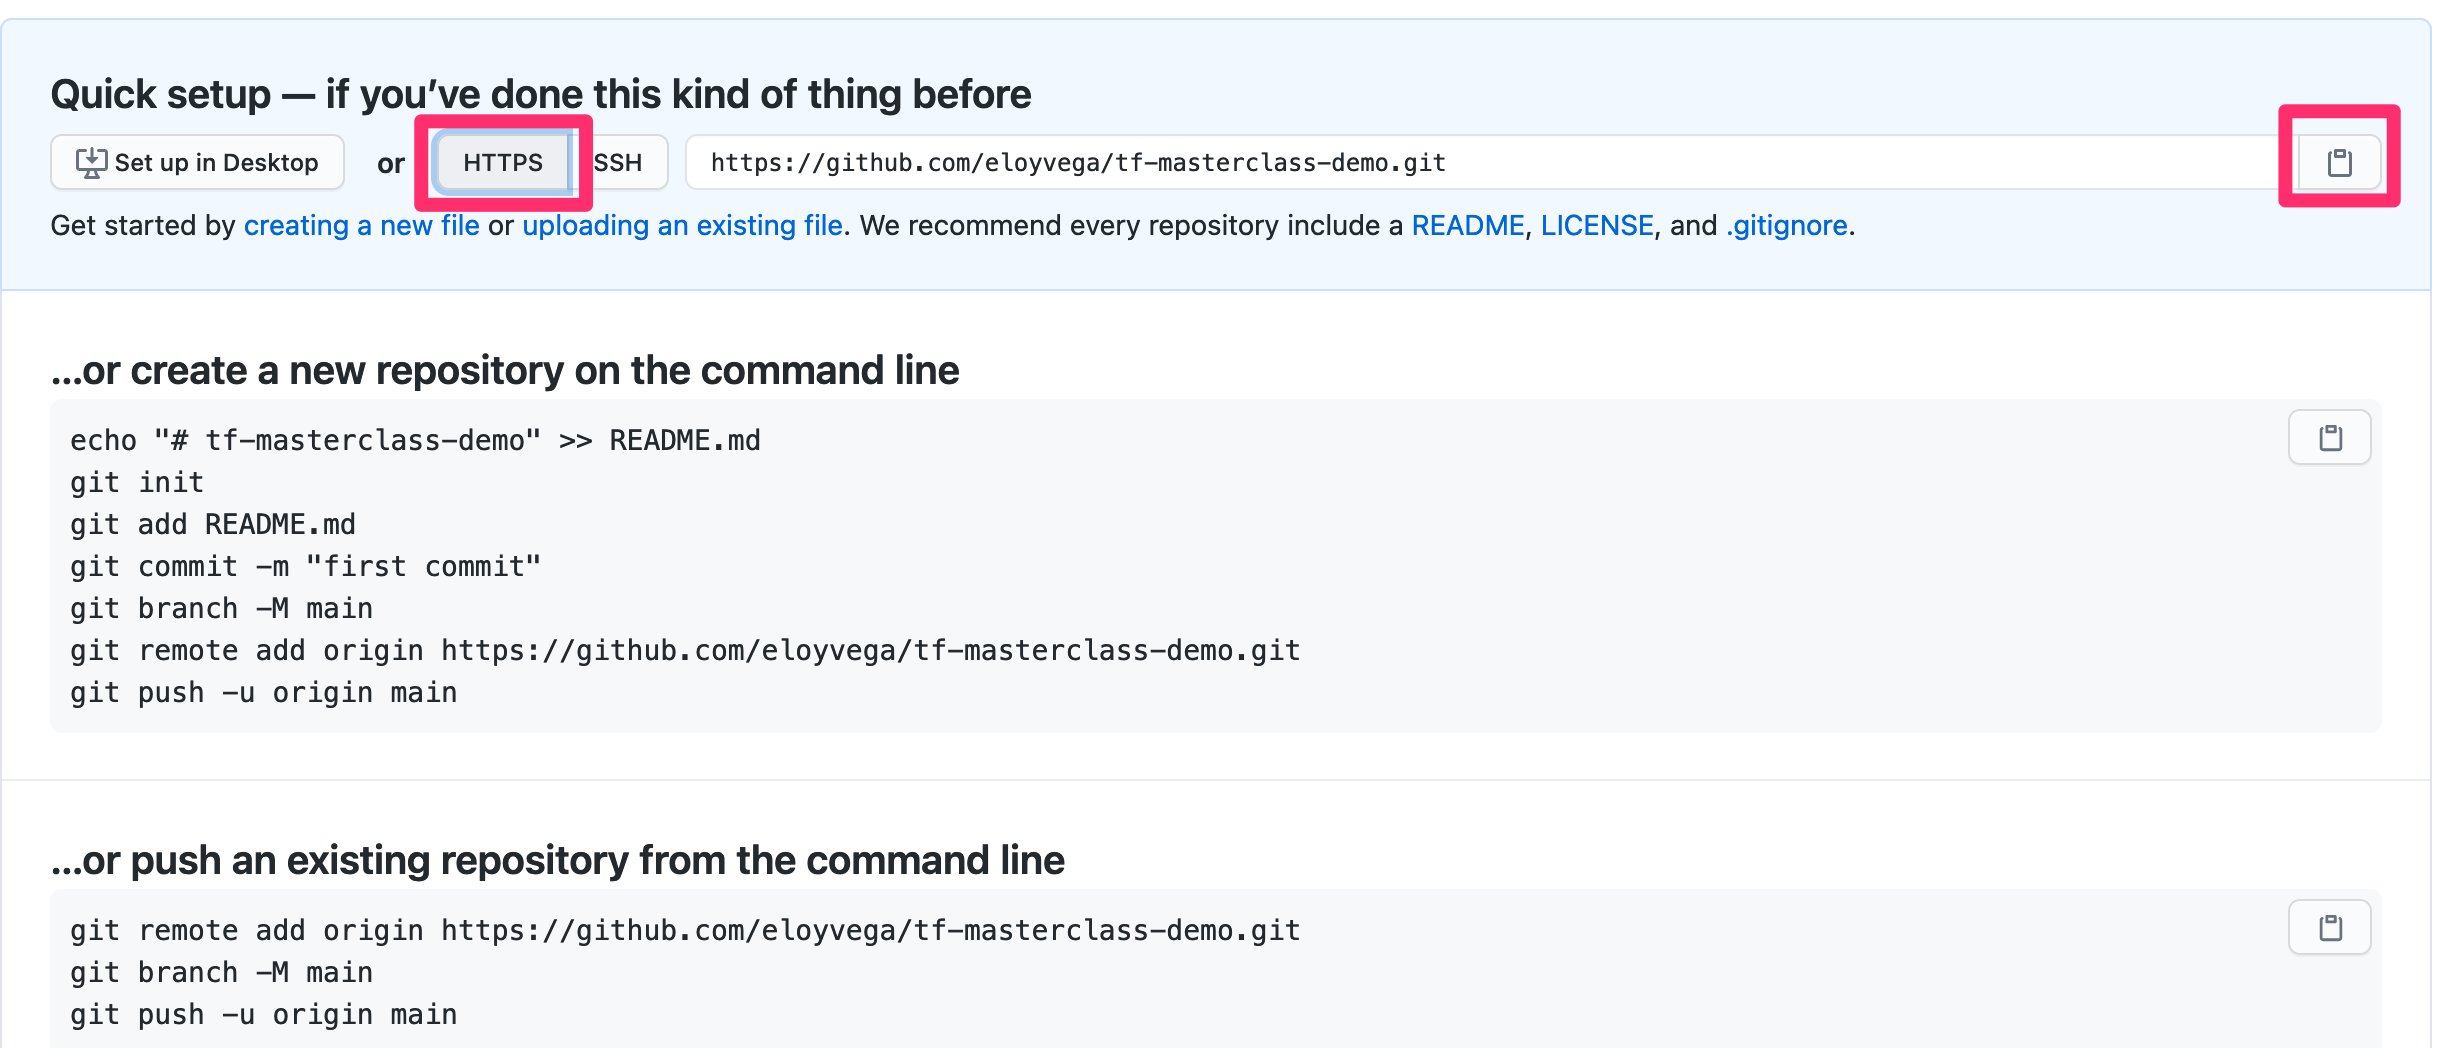 Quick setup — if you’ve done this kind of thing before
Set up in Desktop or HTTPS SSH https://github.com/eloyvega/tf-masterclass-demo.git
Get started by creating a new file or uploading an existing file. We recommend every repository include a README, LICENSE, and .gitignore.
…or create a new repository on the command line
echo "# tf-masterclass-demo" >> README.md
git init
git add README.md
git commit -m "first commit"
git branch -M main
git remote add origin https://github.com/eloyvega/tf-masterclass-demo.git
git push -u origin main
…or push an existing repository from the command line
git remote add origin https://github.com/eloyvega/tf-masterclass-demo.git
git branch -M main
git push -u origin main